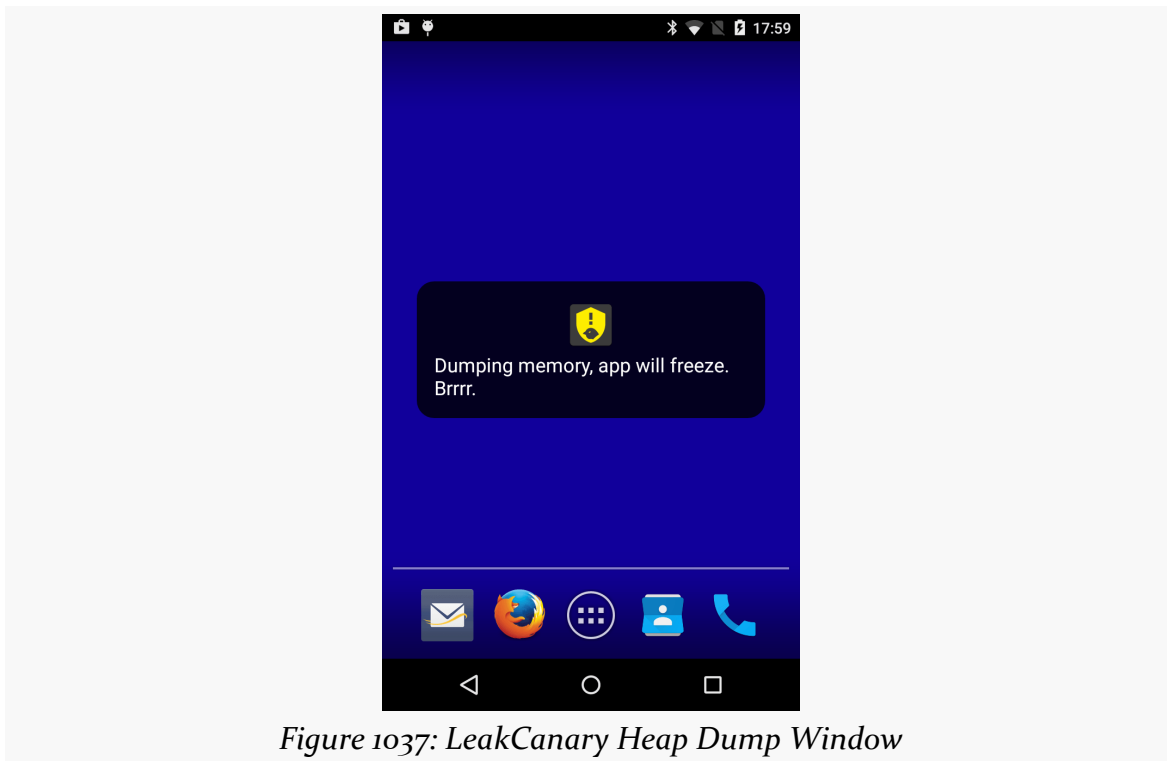 17:59
Dumping memory, app will freeze.
Brrrr.
Figure 1037: LeakCanary Heap Dump Window